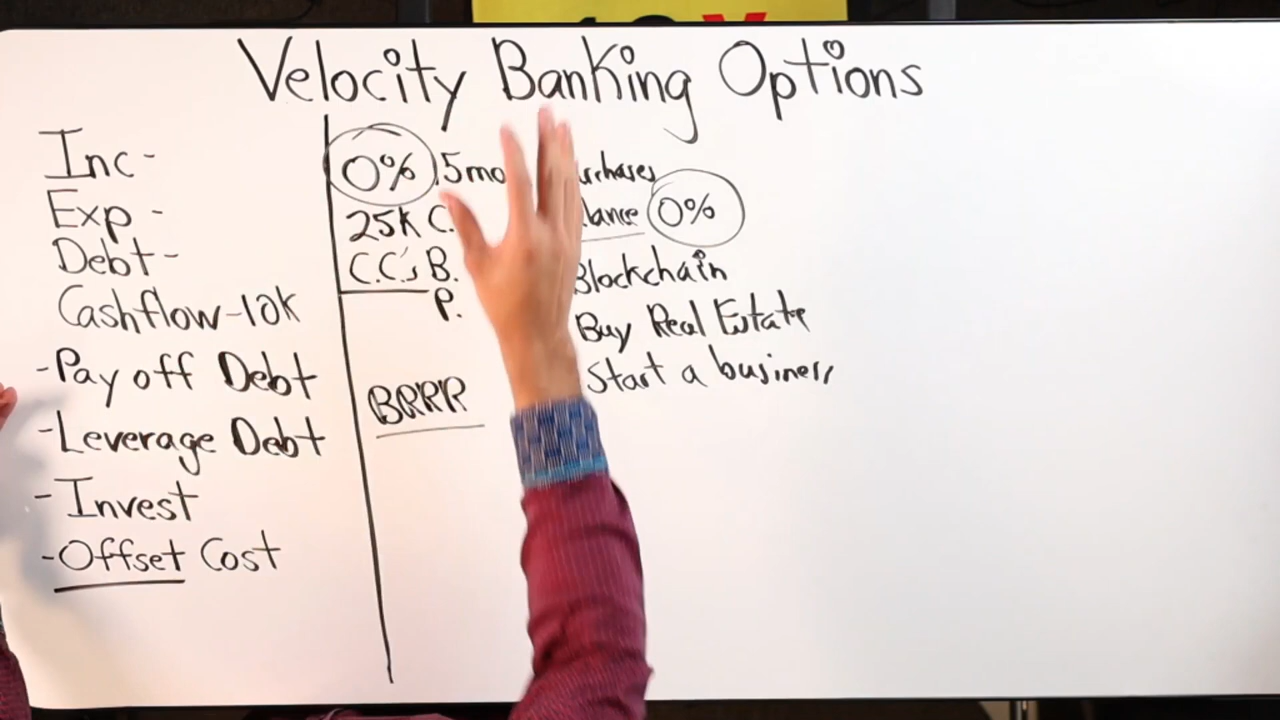 Velocity Banking Options
Inc-
Exp-
Debt-
Cashflow-10k
-Pay off Debt
-Leverage Debt
-Invest
-Offset Cost
0% 5mo
25K C.
C.C.'s B.
P.
BRRR
0%
Blockchain
Buy Real Estate
Start a business